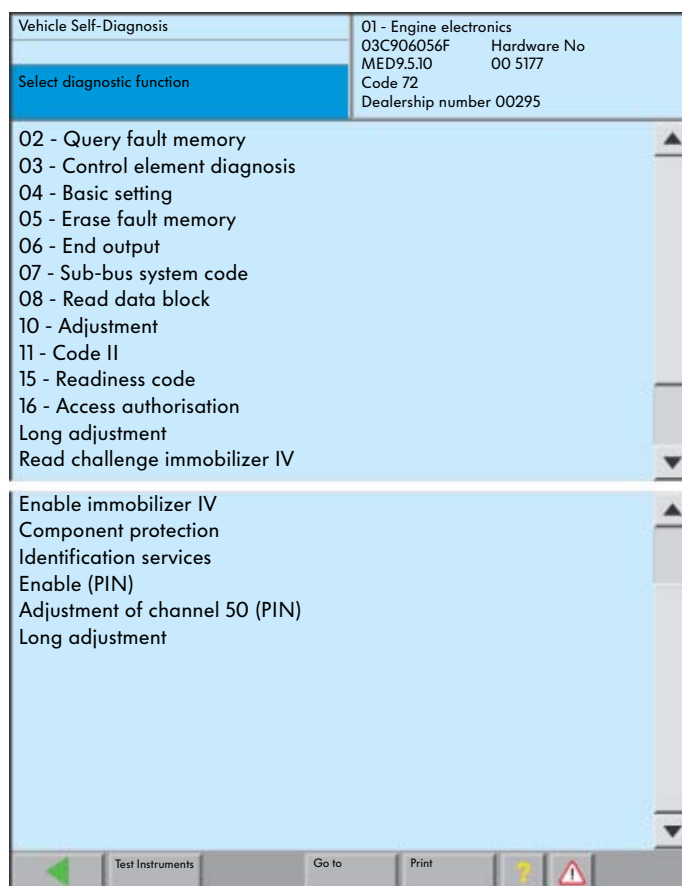 Vehicle Self-Diagnosis
Select diagnostic function
01 - Engine electronics
03C906056F Hardware No
MED9.5.10 00 5177
Code 72
Dealership number 00295
02 - Query fault memory
03 - Control element diagnosis
04 - Basic setting
05 - Erase fault memory
06 - End output
07 - Sub-bus system code
08 - Read data block
10 - Adjustment
11 - Code II
15 - Readiness code
16 - Access authorisation
Long adjustment
Read challenge immobilizer IV
Enable immobilizer IV
Component protection
Identification services
Enable (PIN)
Adjustment of channel 50 (PIN)
Long adjustment
Test Instruments Go to Print ?